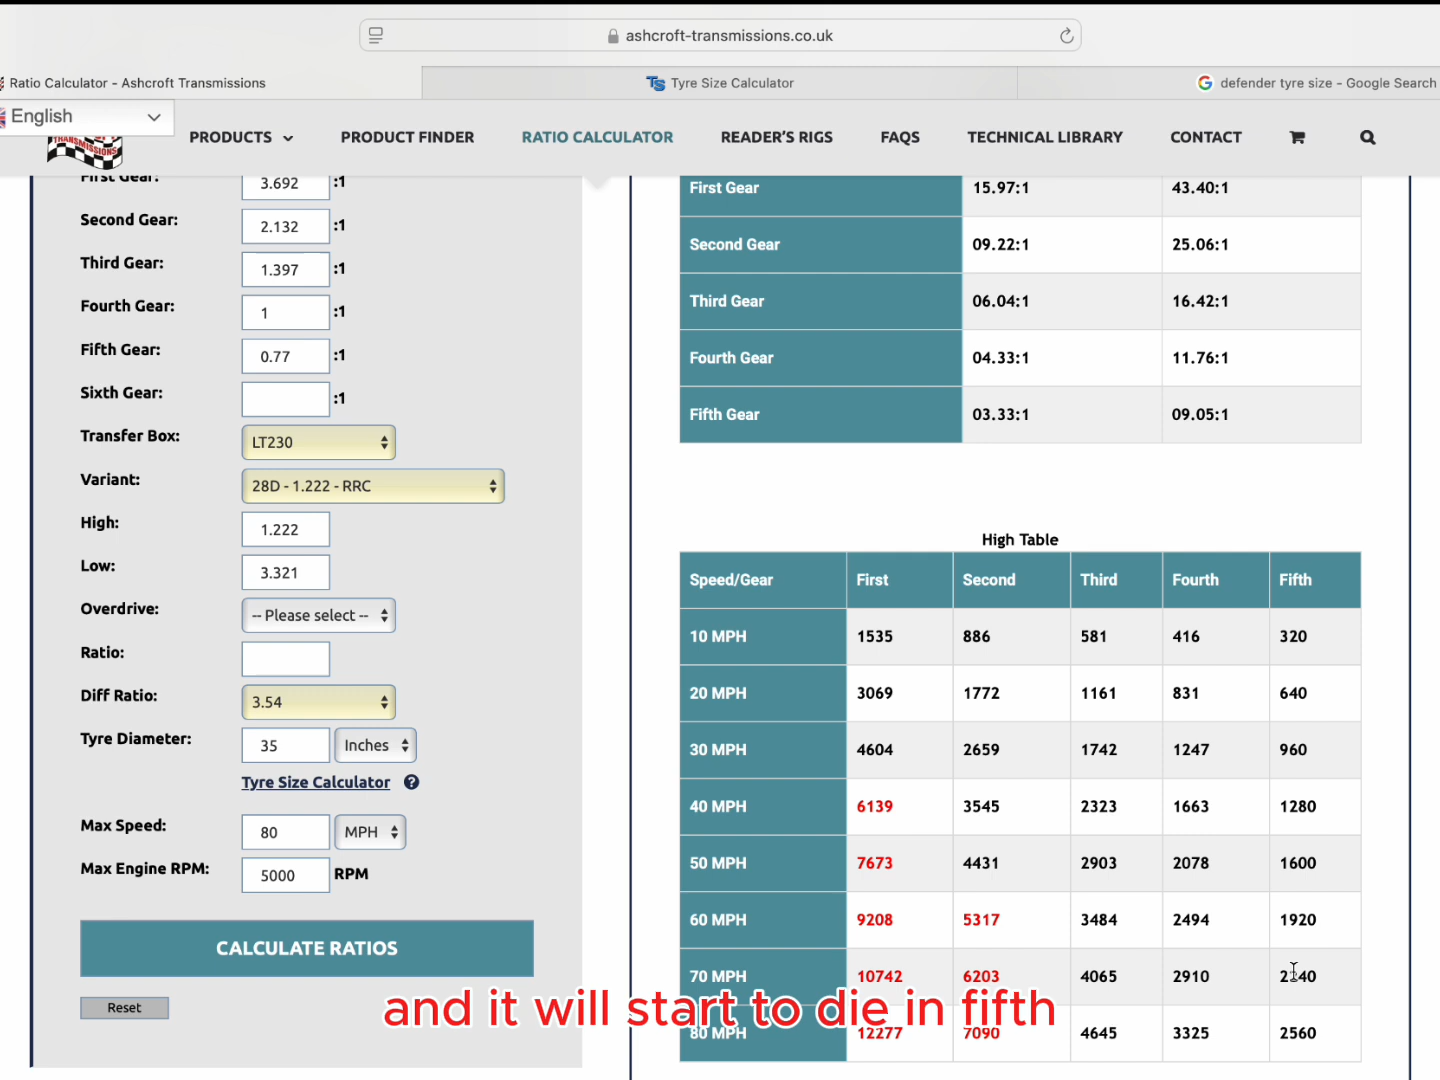 ashcroft-transmissions.co.uk
Ratio Calculator - Ashcroft Transmissions
TS Tyre Size Calculator
G defender tyre size - Google Search
English
TRANSMISSIONS
PRODUCTS
PRODUCT FINDER
RATIO CALCULATOR
READER'S RIGS
FAQS
TECHNICAL LIBRARY
CONTACT
First Gear: 3.692 :1
Second Gear: 2.132 :1
Third Gear: 1.397 :1
Fourth Gear: 1 :1
Fifth Gear: 0.77 :1
Sixth Gear: :1
Transfer Box: LT230
Variant: 28D - 1.222 - RRC
High: 1.222
Low: 3.321
Overdrive: -- Please select --
Ratio:
Diff Ratio: 3.54
Tyre Diameter: 35 Inches
Tyre Size Calculator ?
Max Speed: 80 MPH
Max Engine RPM: 5000 RPM
CALCULATE RATIOS
Reset
First Gear 15.97:1 43.40:1
Second Gear 09.22:1 25.06:1
Third Gear 06.04:1 16.42:1
Fourth Gear 04.33:1 11.76:1
Fifth Gear 03.33:1 09.05:1
High Table
Speed/Gear First Second Third Fourth Fifth
10 MPH 1535 886 581 416 320
20 MPH 3069 1772 1161 831 640
30 MPH 4604 2659 1742 1247 960
40 MPH 6139 3545 2323 1663 1280
50 MPH 7673 4431 2903 2078 1600
60 MPH 9208 5317 3484 2494 1920
70 MPH 10742 6203 4065 2910 2240
80 MPH 12277 7090 4645 3325 2560
and it will start to die in fifth